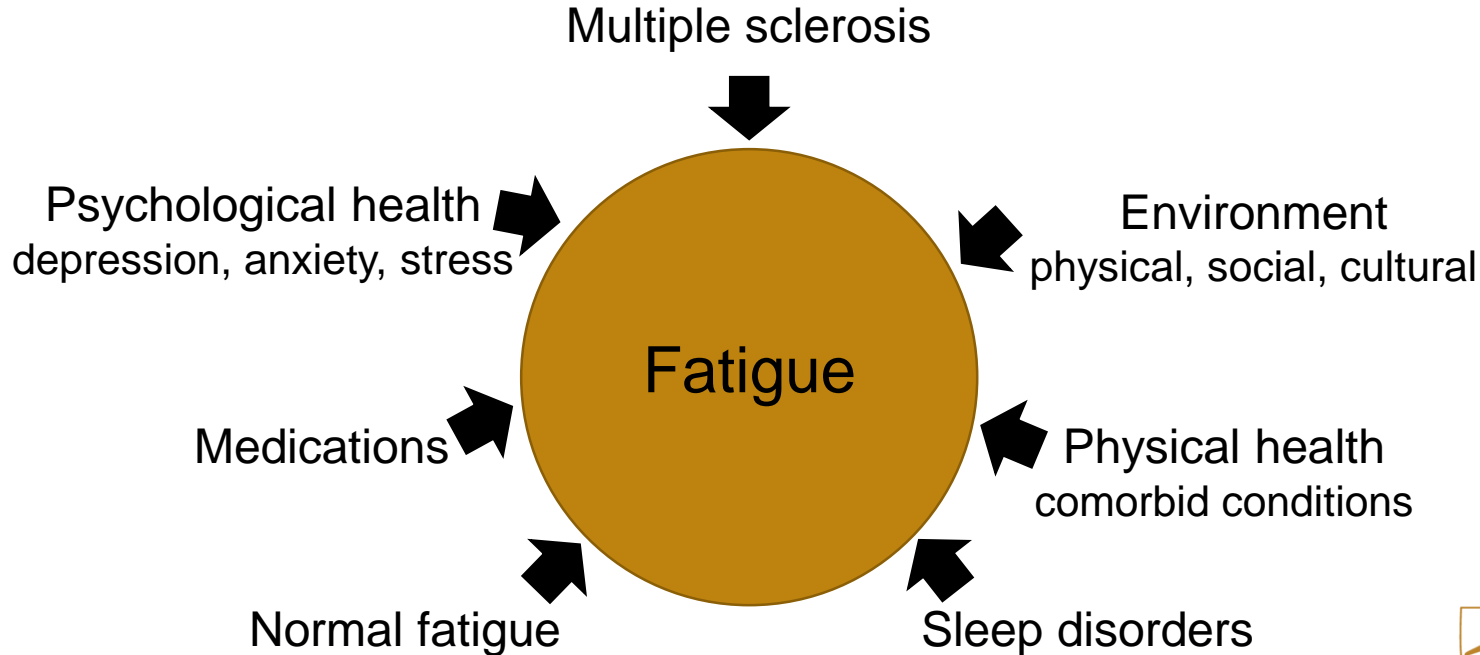 Multiple sclerosis
Psychological health
depression, anxiety, stress
Environment
physical, social, cultural
Fatigue
Medications
Physical health
comorbid conditions
Normal fatigue
Sleep disorders